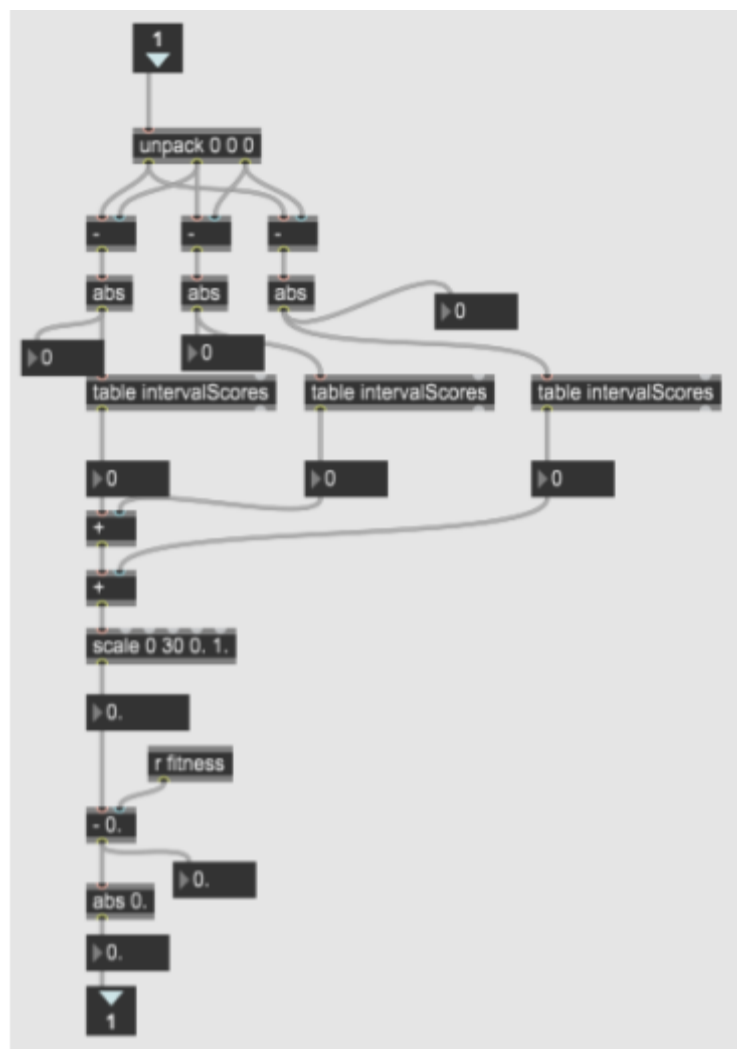 1
unpack 0 0 0
- - -
abs abs abs
0
0 0
table intervalScores table intervalScores table intervalScores
0 0 0
+
+
scale 0 30 0. 1.
0.
r fitness
- 0.
0.
abs 0.
0.
1